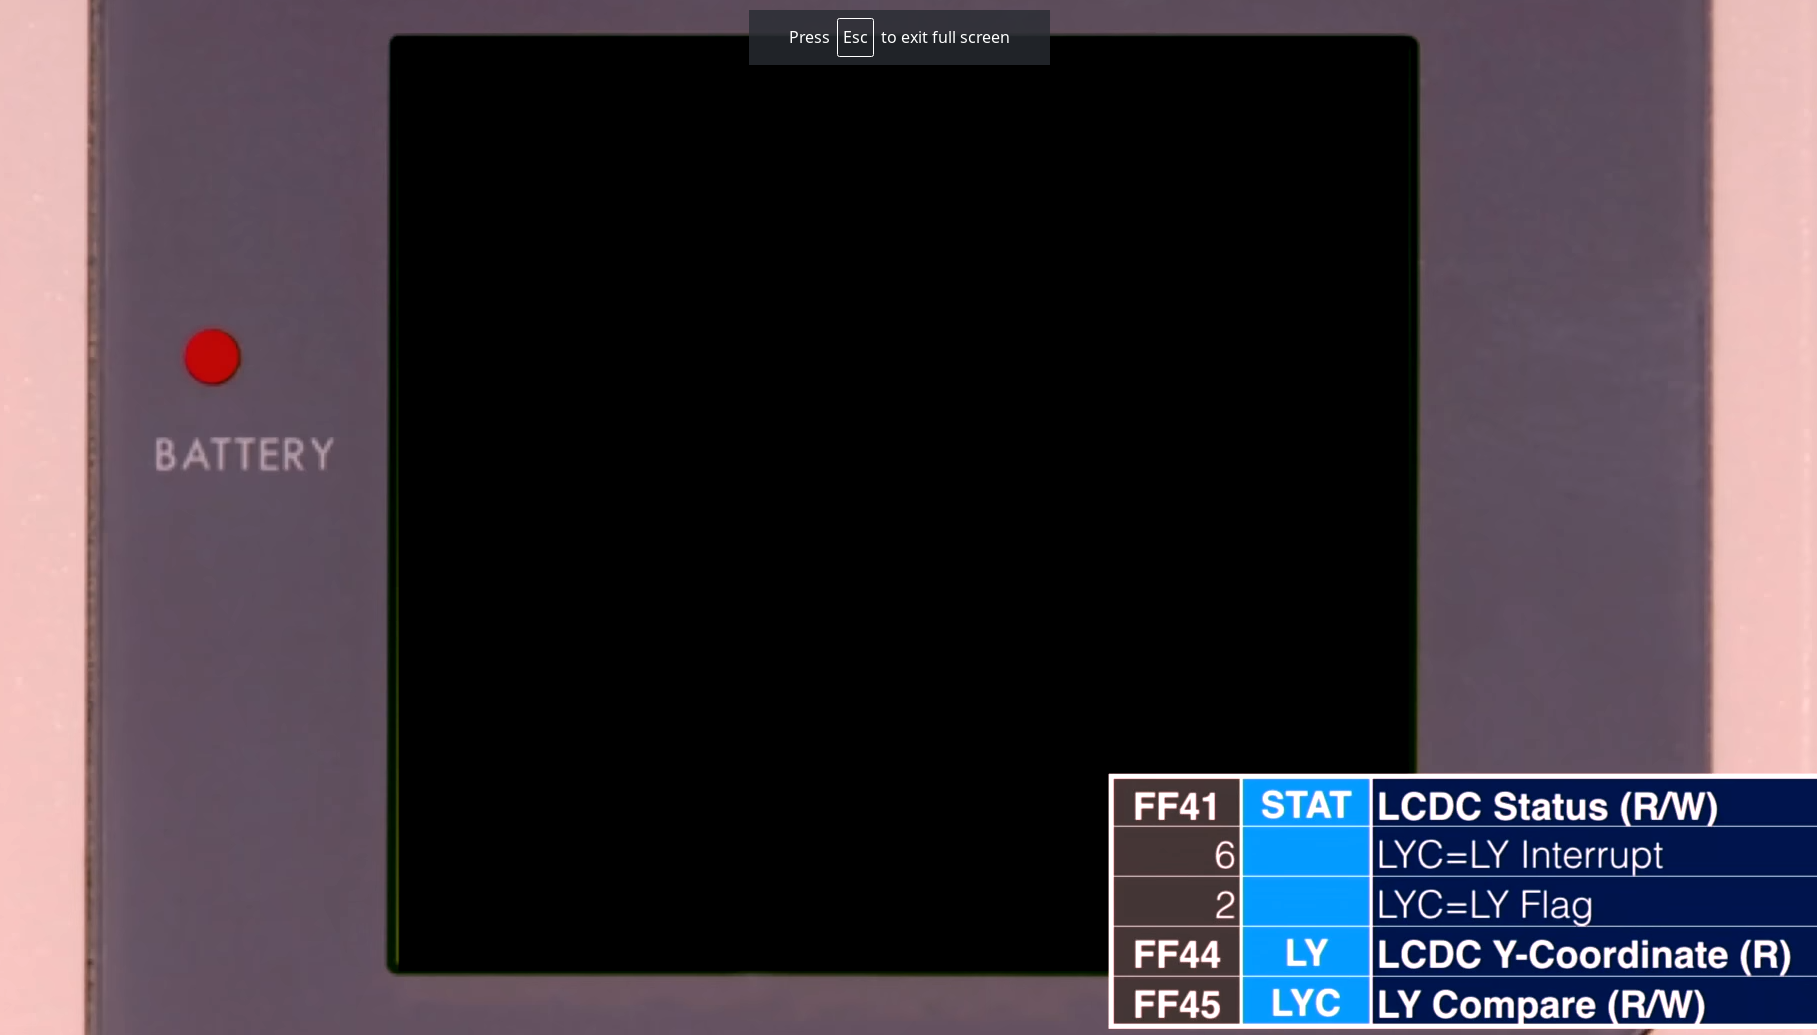 Press Esc to exit full screen
BATTERY
FF41 STAT LCDC Status (R/W)
6 LYC=LY Interrupt
2 LYC=LY Flag
FF44 LY LCDC Y-Coordinate (R)
FF45 LYC LY Compare (R/W)